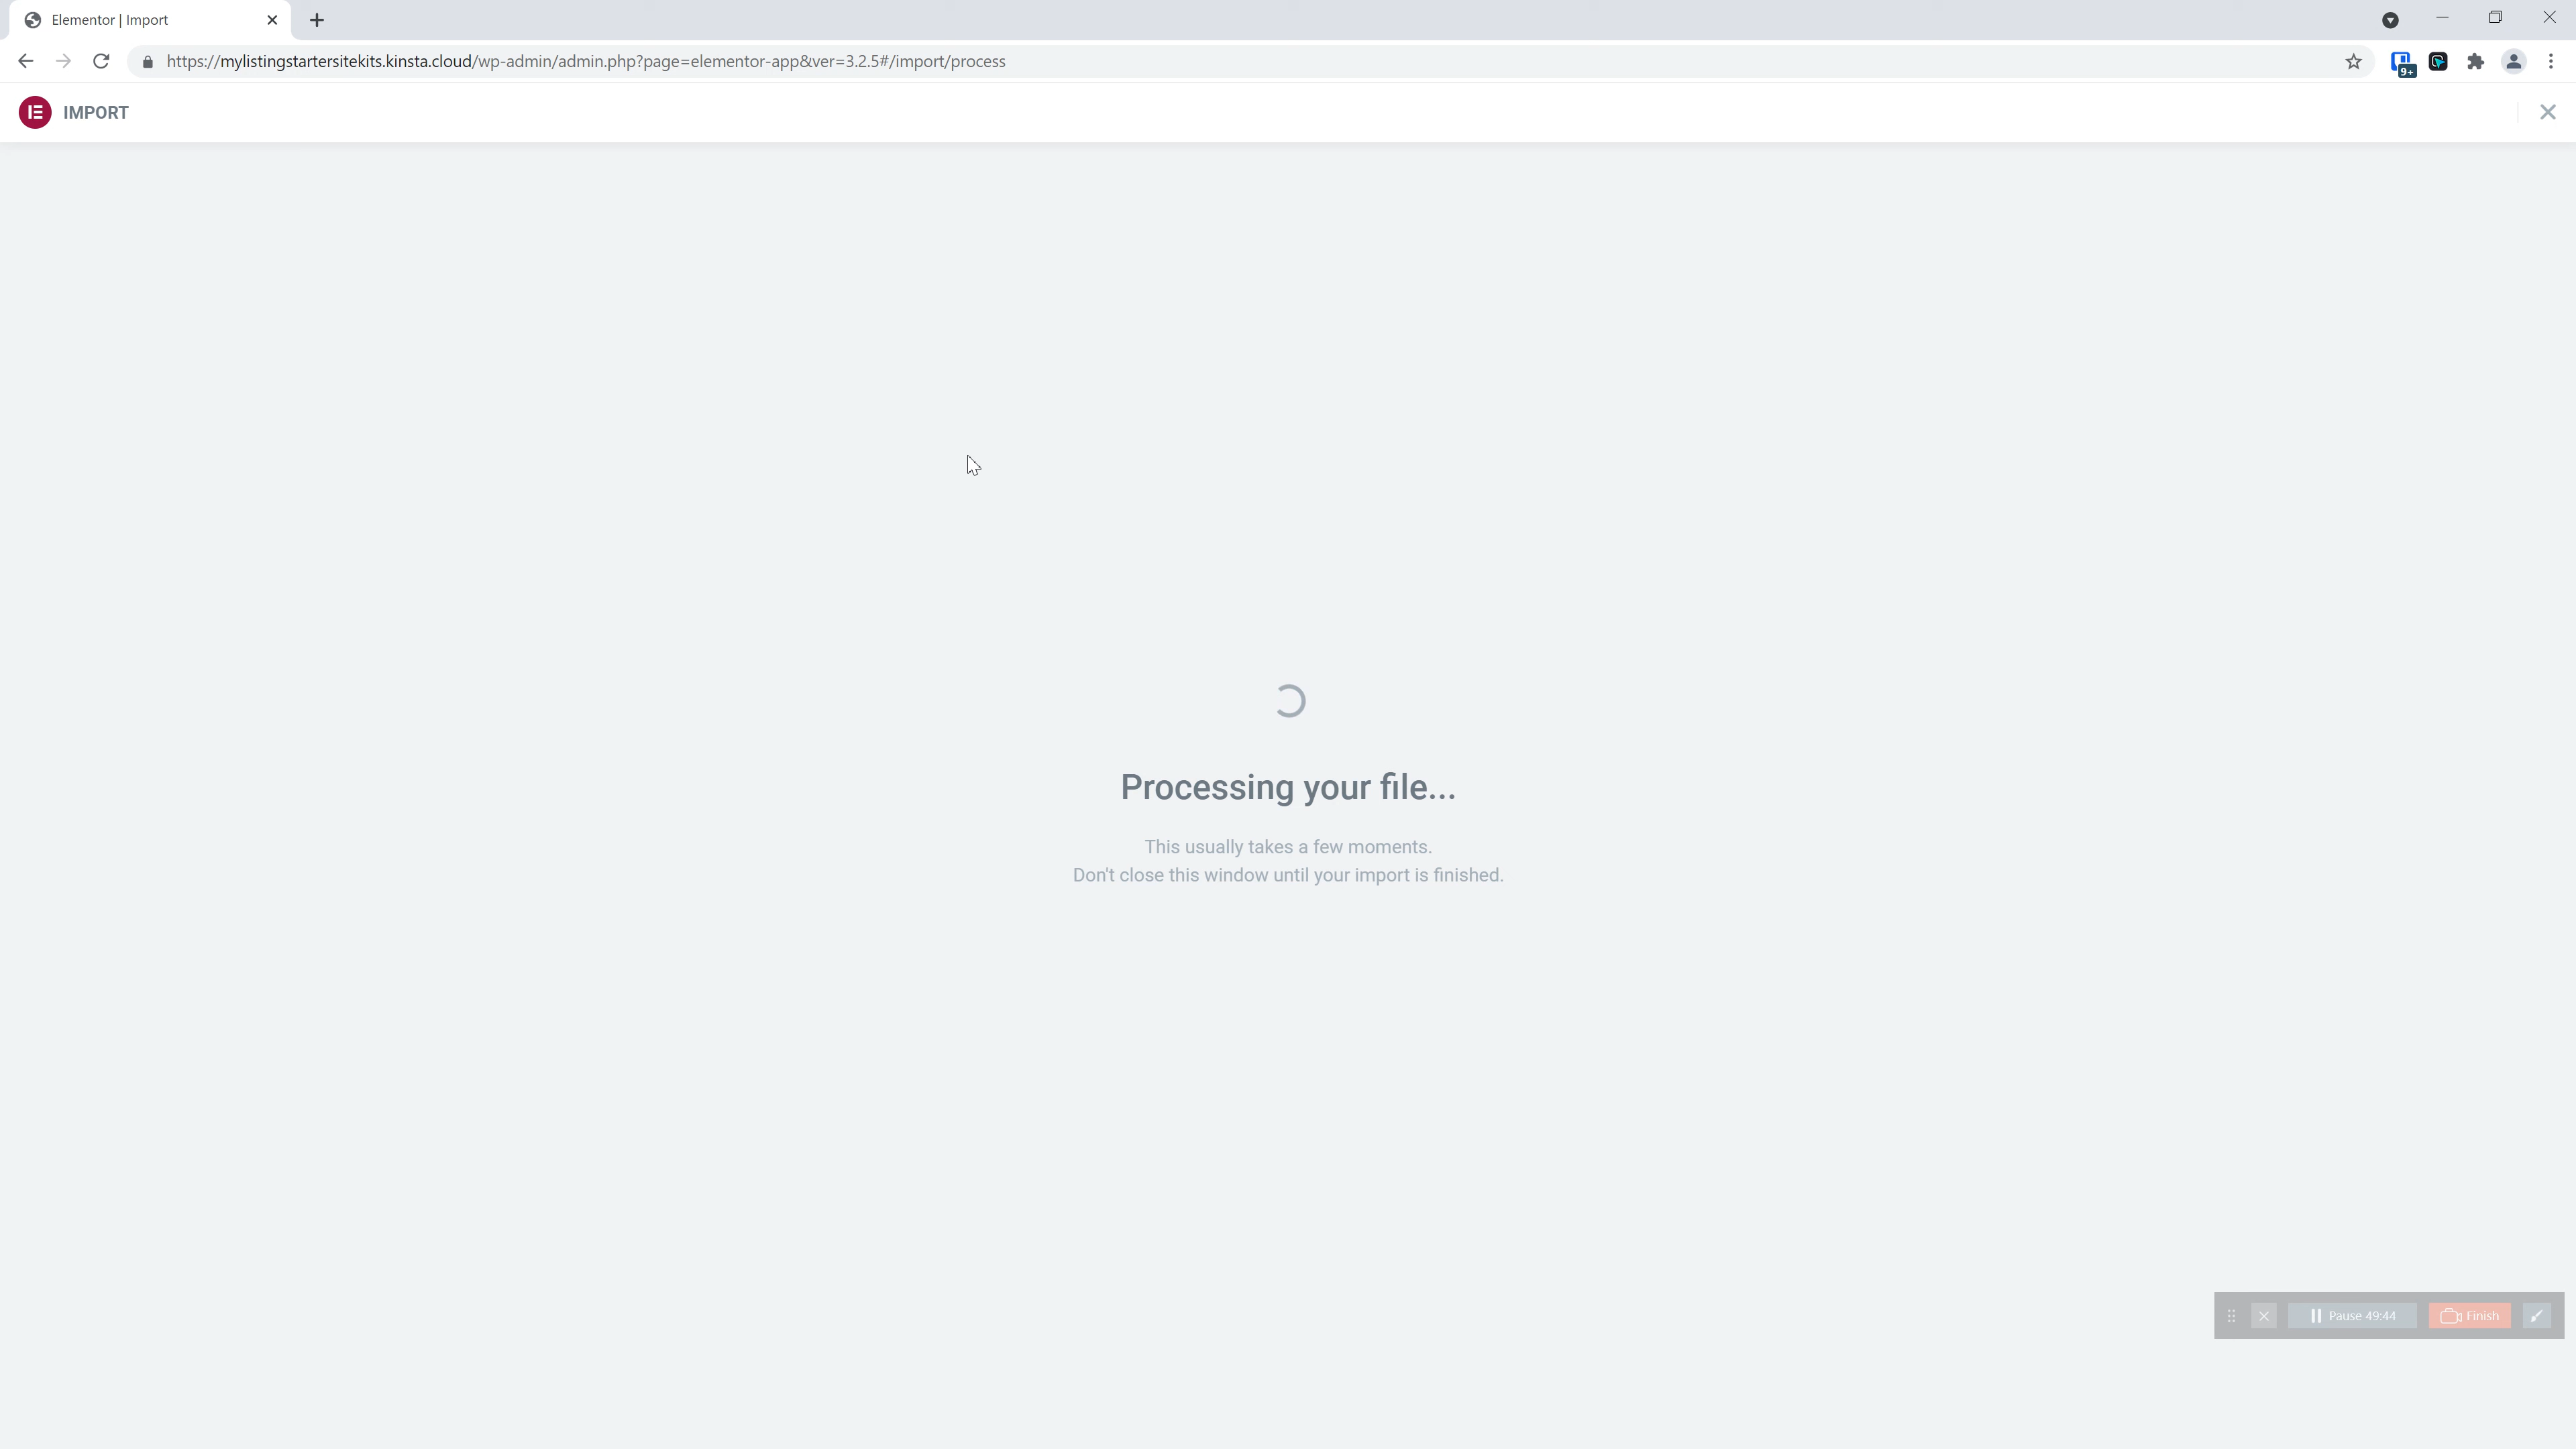 Elementor | Import
https://mylistingstartersitekits.kinsta.cloud/wp-admin/admin.php?page=elementor-app&ver=3.2.5#/import/process
9+
IMPORT
Processing your file...
This usually takes a few moments.
Don't close this window until your import is finished.
Pause 49:44
Finish